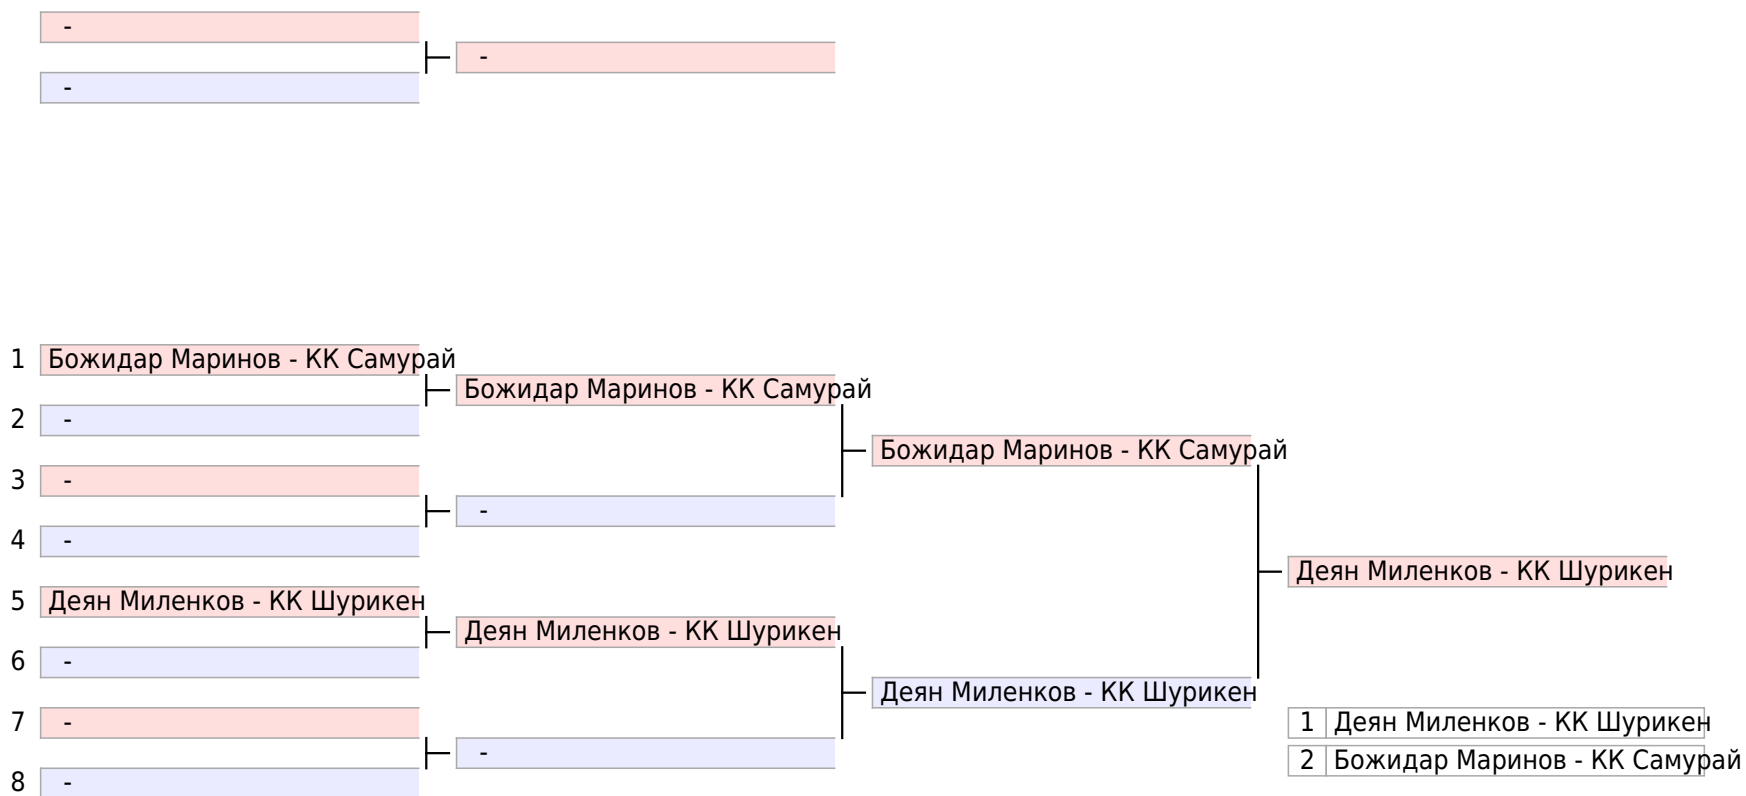 -
-
-
1 Божидар Маринов - КК Самурай
Божидар Маринов - КК Самурай
2 -
Божидар Маринов - КК Самурай
3 -
-
4 -
Деян Миленков - КК Шурикен
5 Деян Миленков - КК Шурикен
Деян Миленков - КК Шурикен
6 -
Деян Миленков - КК Шурикен
7 -
1 Деян Миленков - КК Шурикен
-
2 Божидар Маринов - КК Самурай
8 -